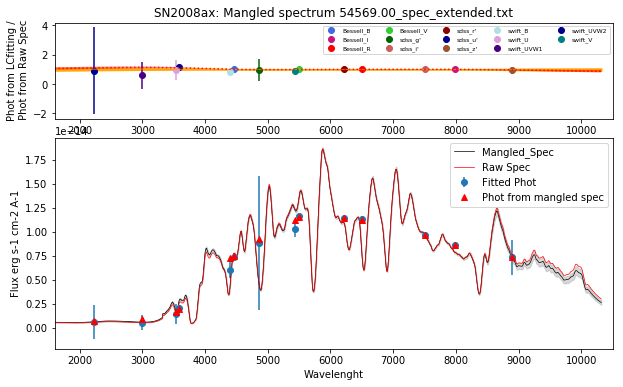 SN2008ax: Mangled spectrum 54569.00_spec_extended.txt
Phot from LCfitting /
Phot from Raw Spec
4
2
0
−2
Bessell_B
Bessell_I
Bessell_R
Bessell_V
sdss_g'
sdss_i'
sdss_r'
sdss_u'
sdss_z'
swift_B
swift_U
swift_UVW1
swift_UVW2
swift_V
2000 3000 4000 5000 6000 7000 8000 9000 10000
1e−14
Flux erg s-1 cm-2 A-1
1.75
1.50
1.25
1.00
0.75
0.50
0.25
0.00
Mangled_Spec
Raw Spec
Fitted Phot
Phot from mangled spec
2000 3000 4000 5000 6000 7000 8000 9000 10000
Wavelenght